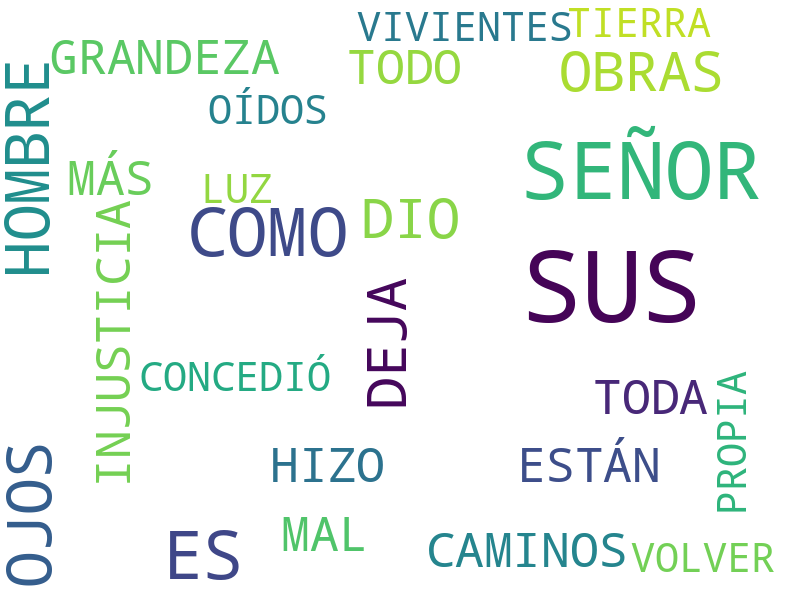 VIVIENTES
TIERRA
GRANDEZA
TODO
OBRAS
HOMBRE
OÍDOS
SEÑOR
MÁS
LUZ
COMO
DIO
INJUSTICIA
SUS
DEJA
CONCEDIÓ
TODA
PROPIA
OJOS
HIZO
ESTÁN
ES
MAL
CAMINOS
VOLVER